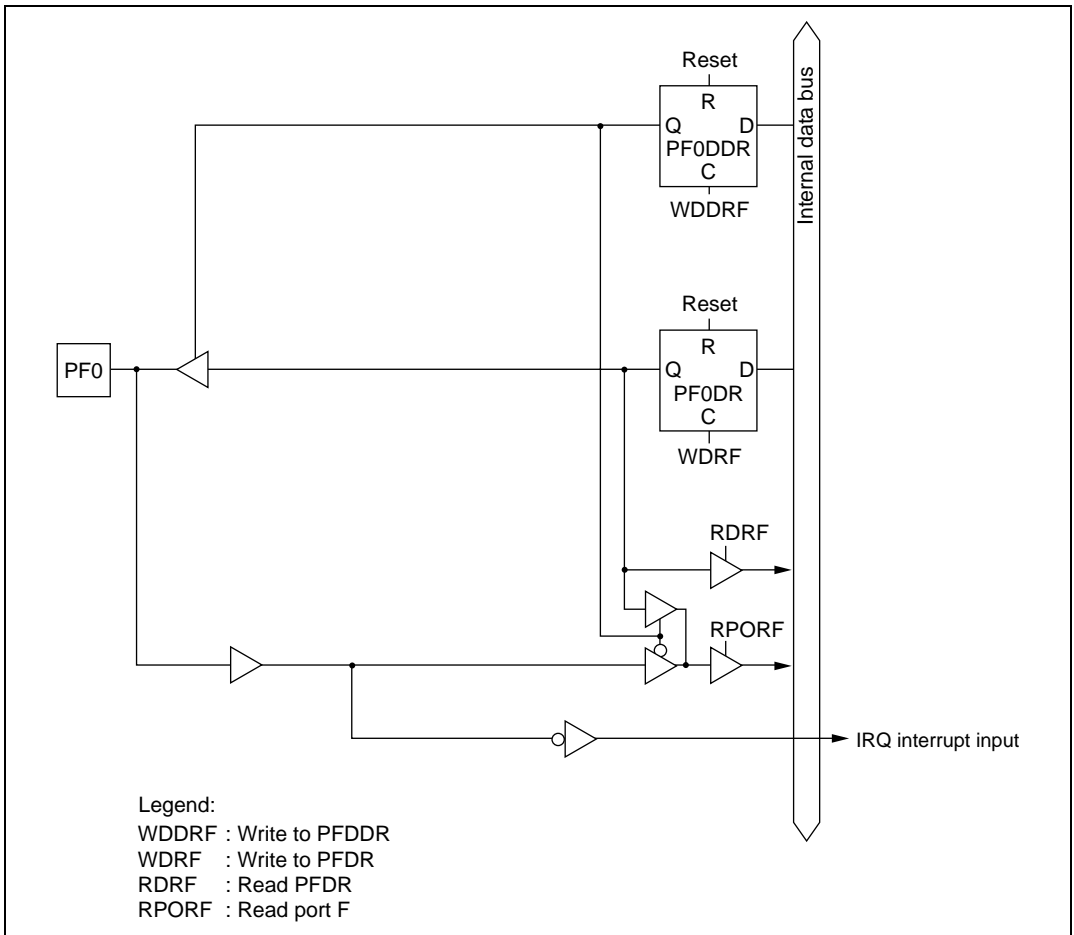 Reset
R
Q D
PF0DDR
C
WDDRF
Internal data bus
Reset
R
PF0
Q D
PF0DR
C
WDRF
RDRF
RPORF
IRQ interrupt input
Legend:
WDDRF : Write to PFDDR
WDRF : Write to PFDR
RDRF : Read PFDR
RPORF : Read port F